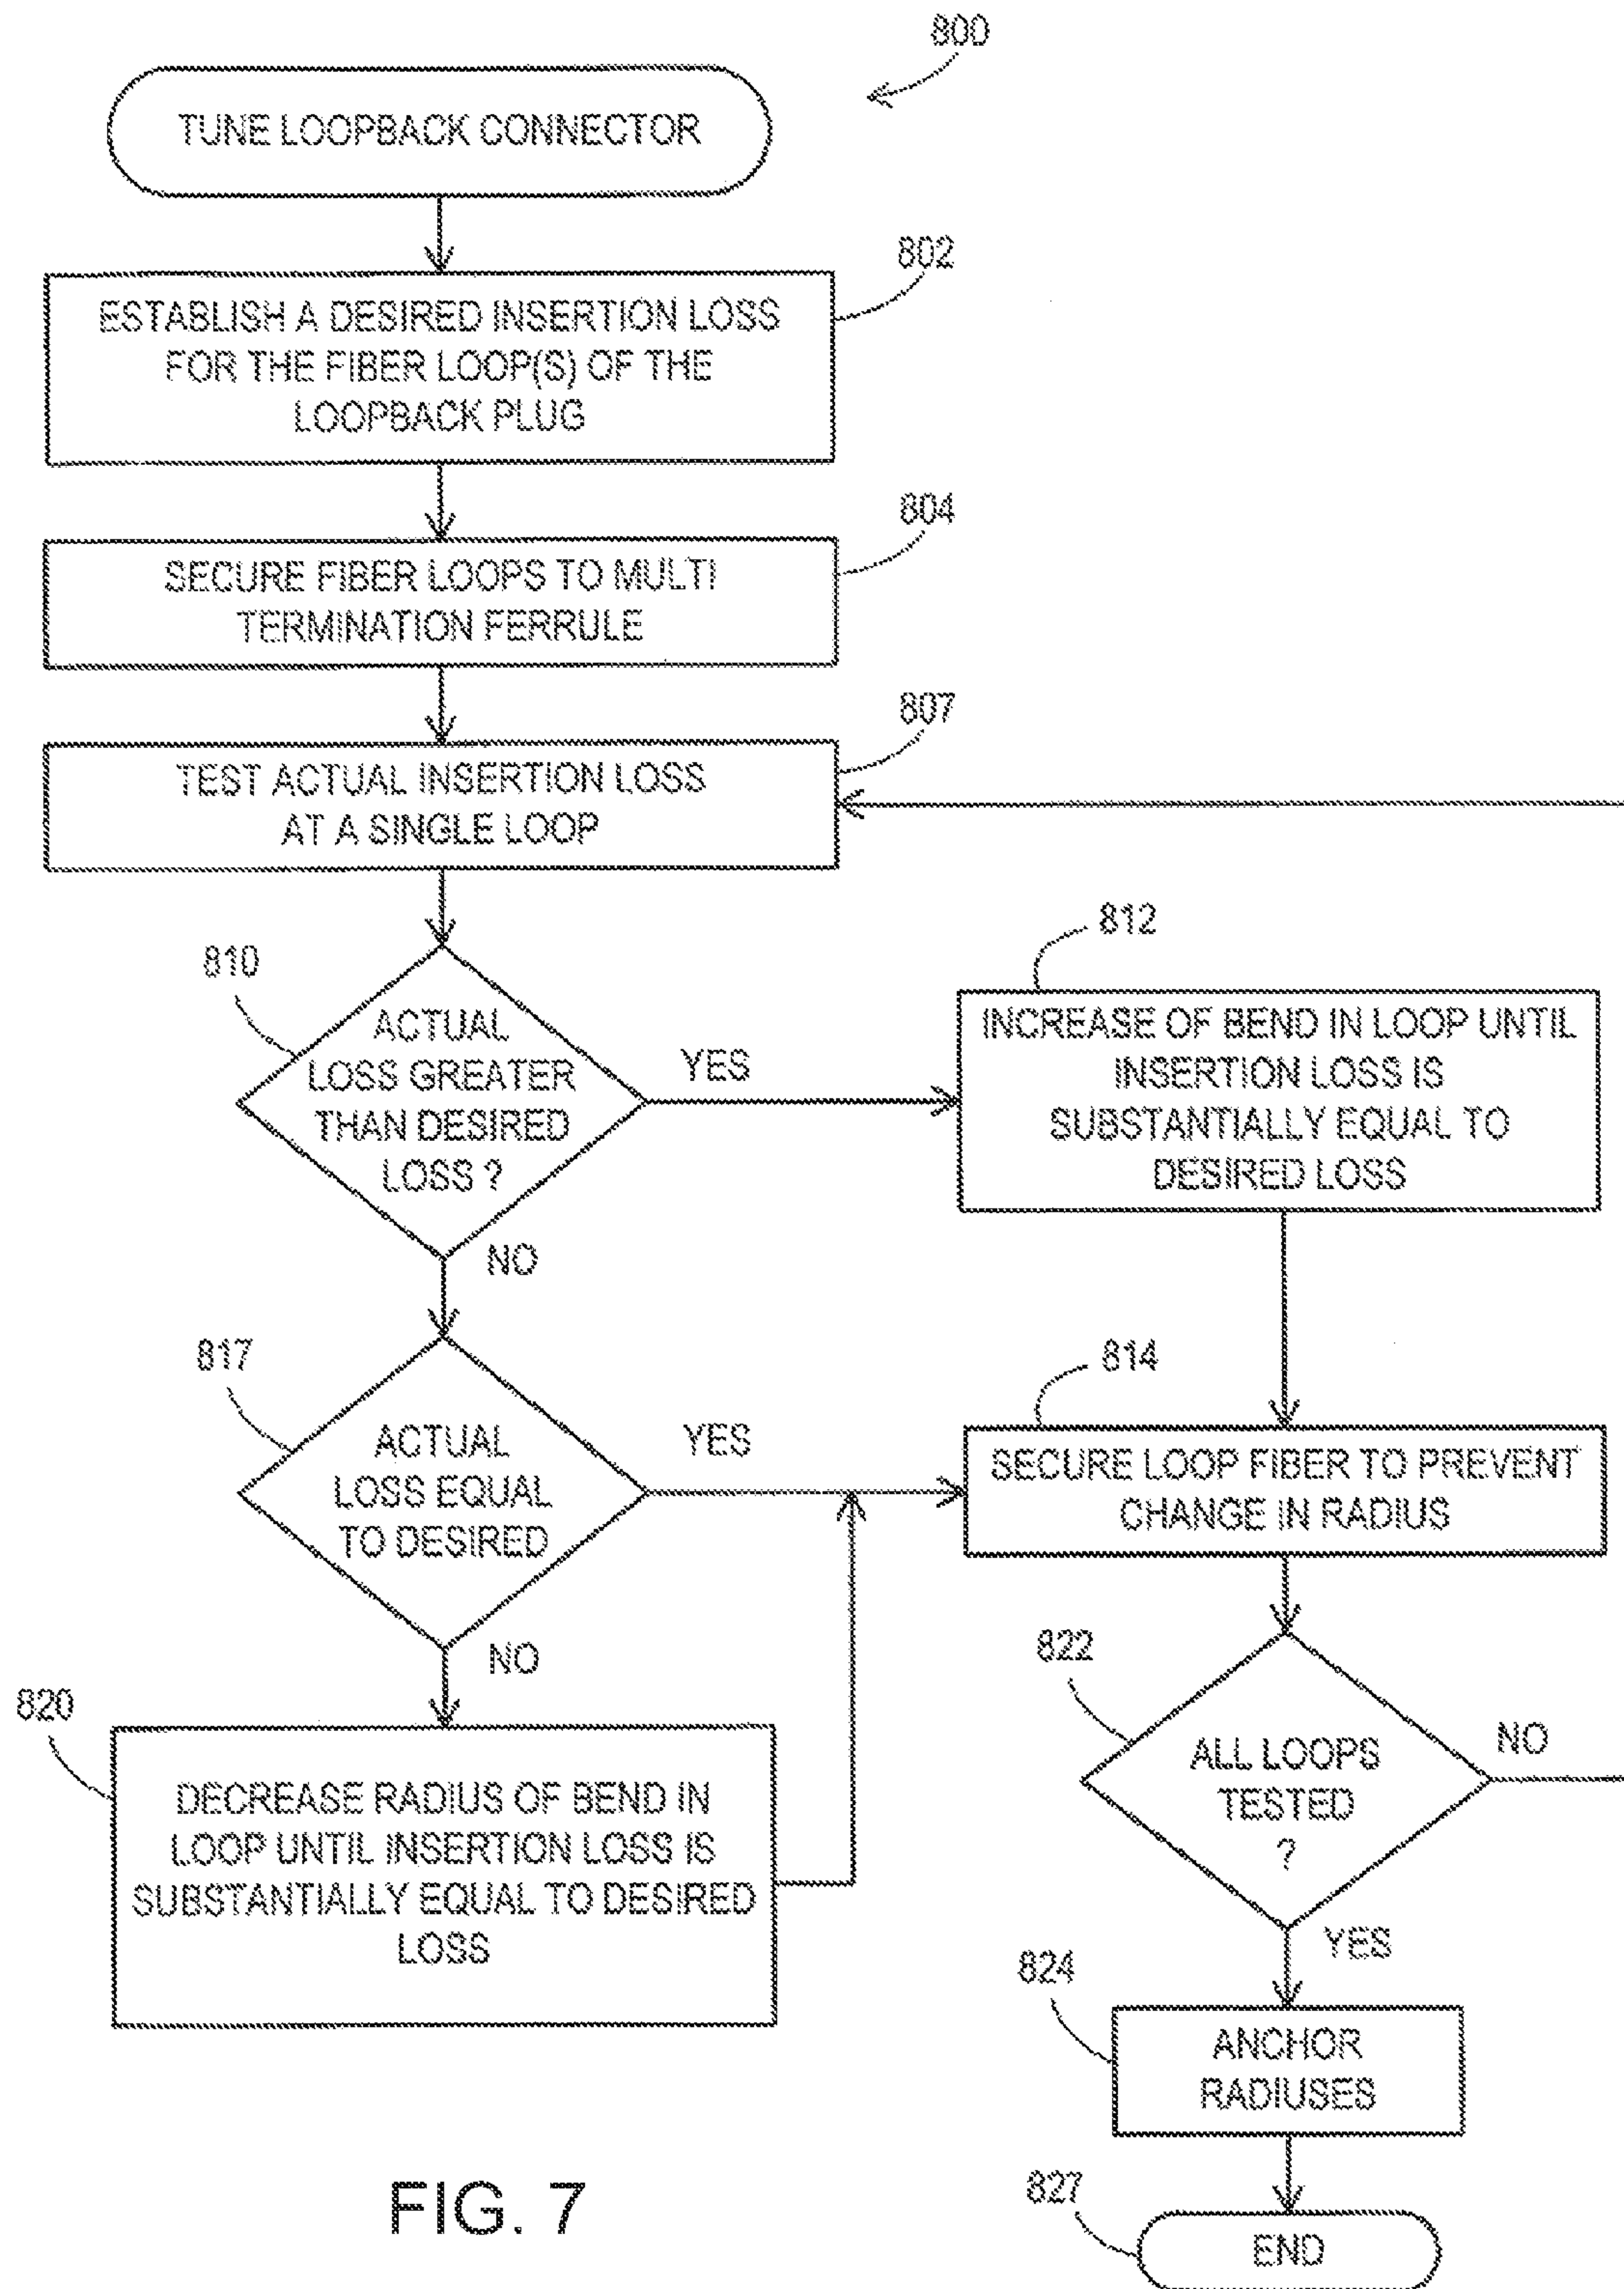 800
TUNE LOOPBACK CONNECTOR
802
ESTABLISH A DESIRED INSERTION LOSS
FOR THE FIBER LOOP(S) OF THE
LOOPBACK PLUG
804
SECURE FIBER LOOPS TO MULTI
TERMINATION FERRULE
807
TEST ACTUAL INSERTION LOSS
AT A SINGLE LOOP
810
ACTUAL
LOSS GREATER
THAN DESIRED
LOSS ?
YES
NO
812
INCREASE OF BEND IN LOOP UNTIL
INSERTION LOSS IS
SUBSTANTIALLY EQUAL TO
DESIRED LOSS
817
ACTUAL
LOSS EQUAL
TO DESIRED
YES
NO
814
SECURE LOOP FIBER TO PREVENT
CHANGE IN RADIUS
820
DECREASE RADIUS OF BEND IN
LOOP UNTIL INSERTION LOSS IS
SUBSTANTIALLY EQUAL TO DESIRED
LOSS
822
ALL LOOPS
TESTED
?
NO
YES
824
ANCHOR
RADIUSES
827
END
FIG. 7